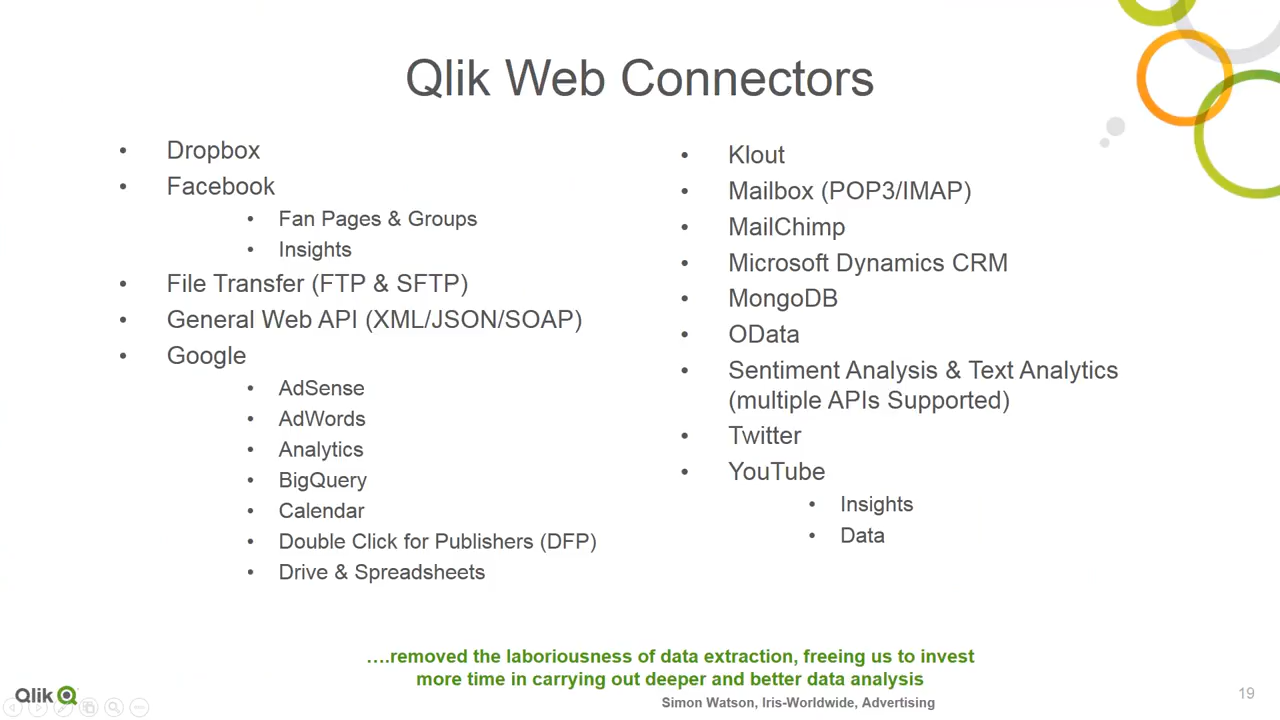 Qlik Web Connectors
• Dropbox
• Facebook
• Fan Pages & Groups
• Insights
• File Transfer (FTP & SFTP)
• General Web API (XML/JSON/SOAP)
• Google
• AdSense
• AdWords
• Analytics
• BigQuery
• Calendar
• Double Click for Publishers (DFP)
• Drive & Spreadsheets
• Klout
• Mailbox (POP3/IMAP)
• MailChimp
• Microsoft Dynamics CRM
• MongoDB
• OData
• Sentiment Analysis & Text Analytics
(multiple APIs Supported)
• Twitter
• YouTube
• Insights
• Data
….removed the laboriousness of data extraction, freeing us to invest
more time in carrying out deeper and better data analysis
Simon Watson, Iris-Worldwide, Advertising
Qlik
19